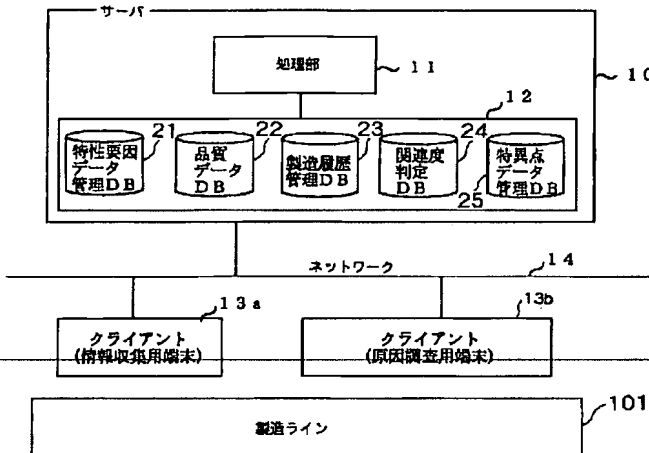 サーバ
処理部
11
10
12
21
特性要因
データ
管理DB
22
品質
データ
DB
23
製造履歴
管理DB
24
関連度
判定
DB
25
特異点
データ
管理DB
ネットワーク
14
13a
クライアント
(情報収集用端末)
13b
クライアント
(原因調査用端末)
製造ライン
101